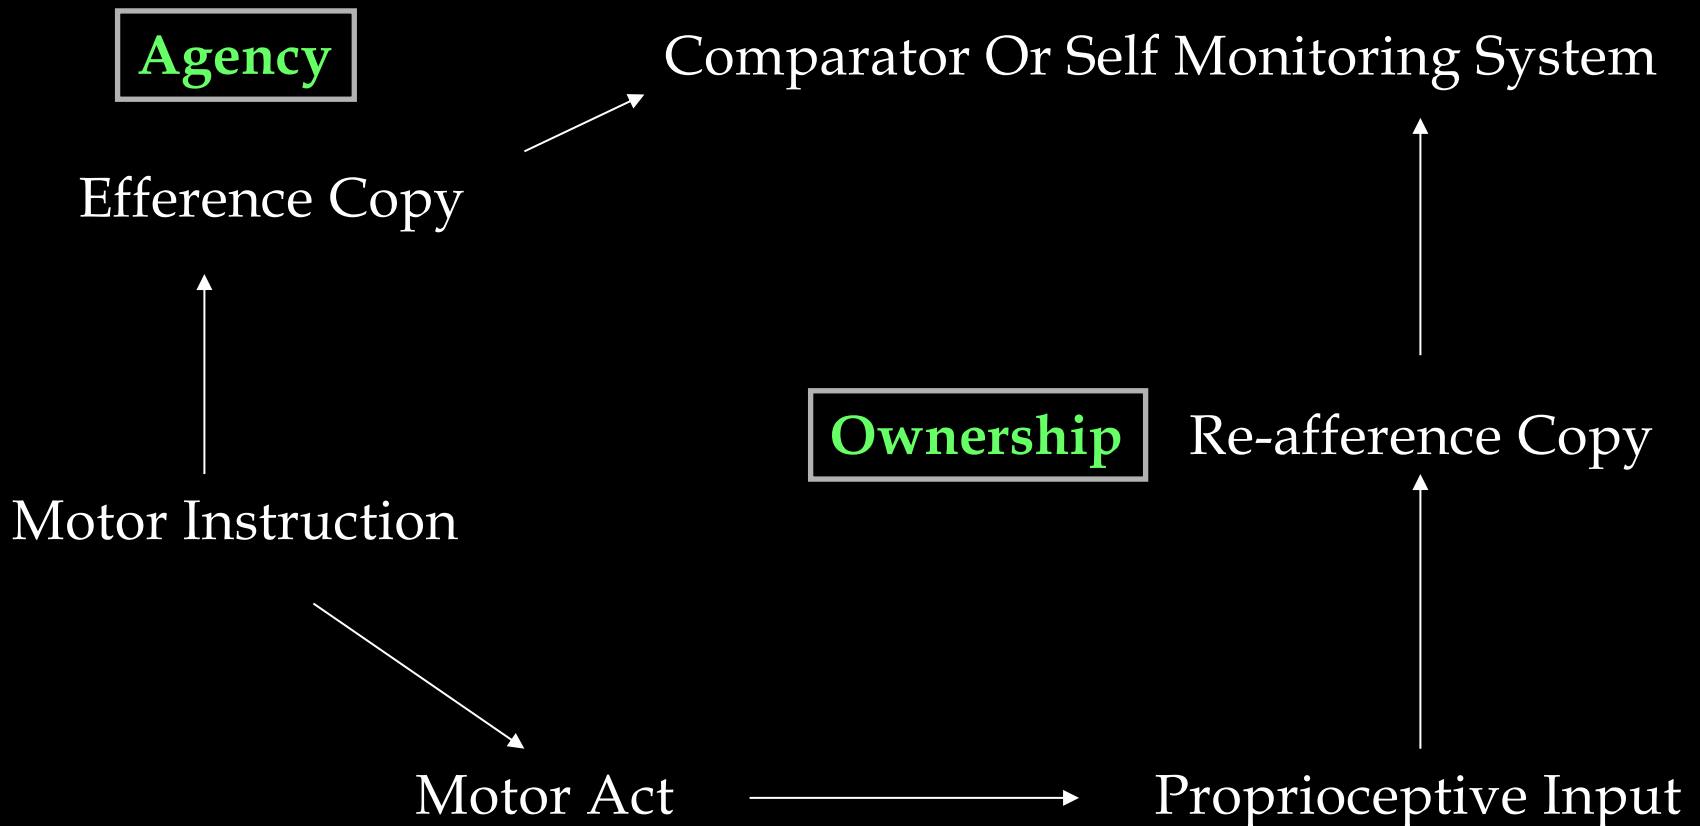 Agency
Comparator Or Self Monitoring System
Efference Copy
Ownership
Re-afference Copy
Motor Instruction
Motor Act
Proprioceptive Input